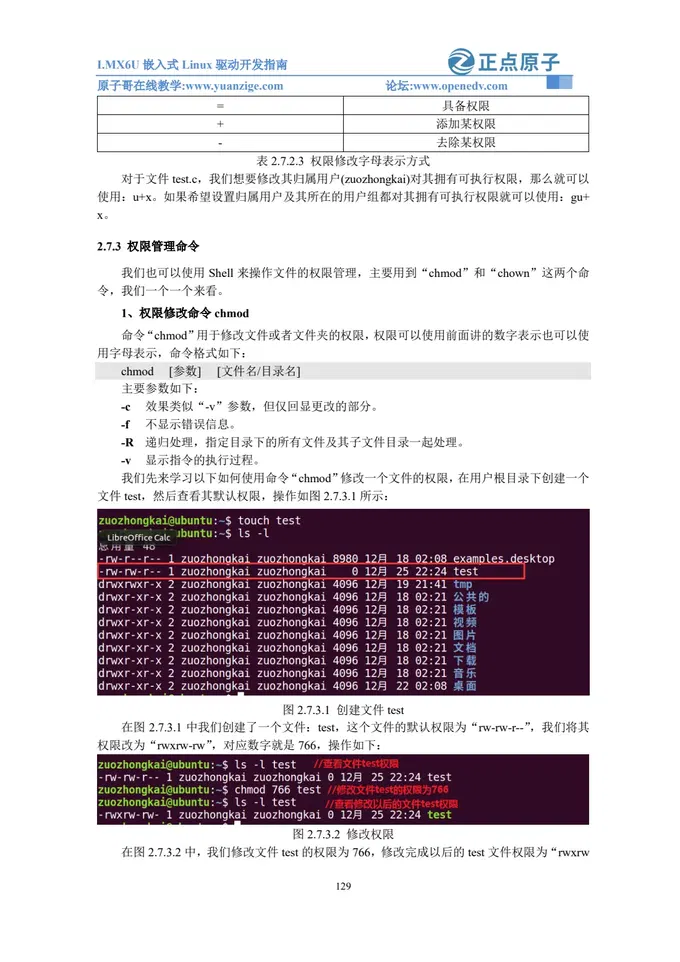 I.MX6U 嵌入式 Linux 驱动开发指南
正点原子
原子哥在线教学:www.yuanzige.com 论坛:www.openedv.com
= 具备权限
+ 添加某权限
- 去除某权限
表 2.7.2.3 权限修改字母表示方式
对于文件 test.c，我们想要修改其归属用户(zuozhongkai)对其拥有可执行权限，那么就可以
使用：u+x。如果希望设置归属用户及其所在的用户组都对其拥有可执行权限就可以使用：gu+
x。
2.7.3 权限管理命令
我们也可以使用 Shell 来操作文件的权限管理，主要用到“chmod”和“chown”这两个命
令，我们一个一个来看。
1、权限修改命令 chmod
命令“chmod”用于修改文件或者文件夹的权限，权限可以使用前面讲的数字表示也可以使
用字母表示，命令格式如下：
chmod [参数] [文件名/目录名]
主要参数如下：
-c 效果类似“-v”参数，但仅回显更改的部分。
-f 不显示错误信息。
-R 递归处理，指定目录下的所有文件及其子文件目录一起处理。
-v 显示指令的执行过程。
我们先来学习以下如何使用命令“chmod”修改一个文件的权限，在用户根目录下创建一个
文件 test，然后查看其默认权限，操作如图 2.7.3.1 所示：
zuozhongkai@ubuntu:~$ touch test
ubuntu:~$ ls -l
LibreOffice Calc
总用量 48
-rw-r--r-- 1 zuozhongkai zuozhongkai 8980 12月 18 02:08 examples.desktop
-rw-rw-r-- 1 zuozhongkai zuozhongkai 0 12月 25 22:24 test
drwxrwxr-x 2 zuozhongkai zuozhongkai 4096 12月 19 21:41 tmp
drwxr-xr-x 2 zuozhongkai zuozhongkai 4096 12月 18 02:21 公共的
drwxr-xr-x 2 zuozhongkai zuozhongkai 4096 12月 18 02:21 模板
drwxr-xr-x 2 zuozhongkai zuozhongkai 4096 12月 18 02:21 视频
drwxr-xr-x 2 zuozhongkai zuozhongkai 4096 12月 18 02:21 图片
drwxr-xr-x 2 zuozhongkai zuozhongkai 4096 12月 18 02:21 文档
drwxr-xr-x 2 zuozhongkai zuozhongkai 4096 12月 18 02:21 下载
drwxr-xr-x 2 zuozhongkai zuozhongkai 4096 12月 18 02:21 音乐
drwxr-xr-x 2 zuozhongkai zuozhongkai 4096 12月 22 02:08 桌面
图 2.7.3.1 创建文件 test
在图 2.7.3.1 中我们创建了一个文件：test，这个文件的默认权限为“rw-rw-r--”，我们将其
权限改为“rwxrw-rw”，对应数字就是 766，操作如下：
zuozhongkai@ubuntu:~$ ls -l test //查看文件test权限
-rw-rw-r-- 1 zuozhongkai zuozhongkai 0 12月 25 22:24 test
zuozhongkai@ubuntu:~$ chmod 766 test //修改文件test的权限为766
zuozhongkai@ubuntu:~$ ls -l test //查看修改以后的文件test权限
-rwxrw-rw- 1 zuozhongkai zuozhongkai 0 12月 25 22:24 test
图 2.7.3.2 修改权限
在图 2.7.3.2 中，我们修改文件 test 的权限为 766，修改完成以后的 test 文件权限为“rwxrw
129